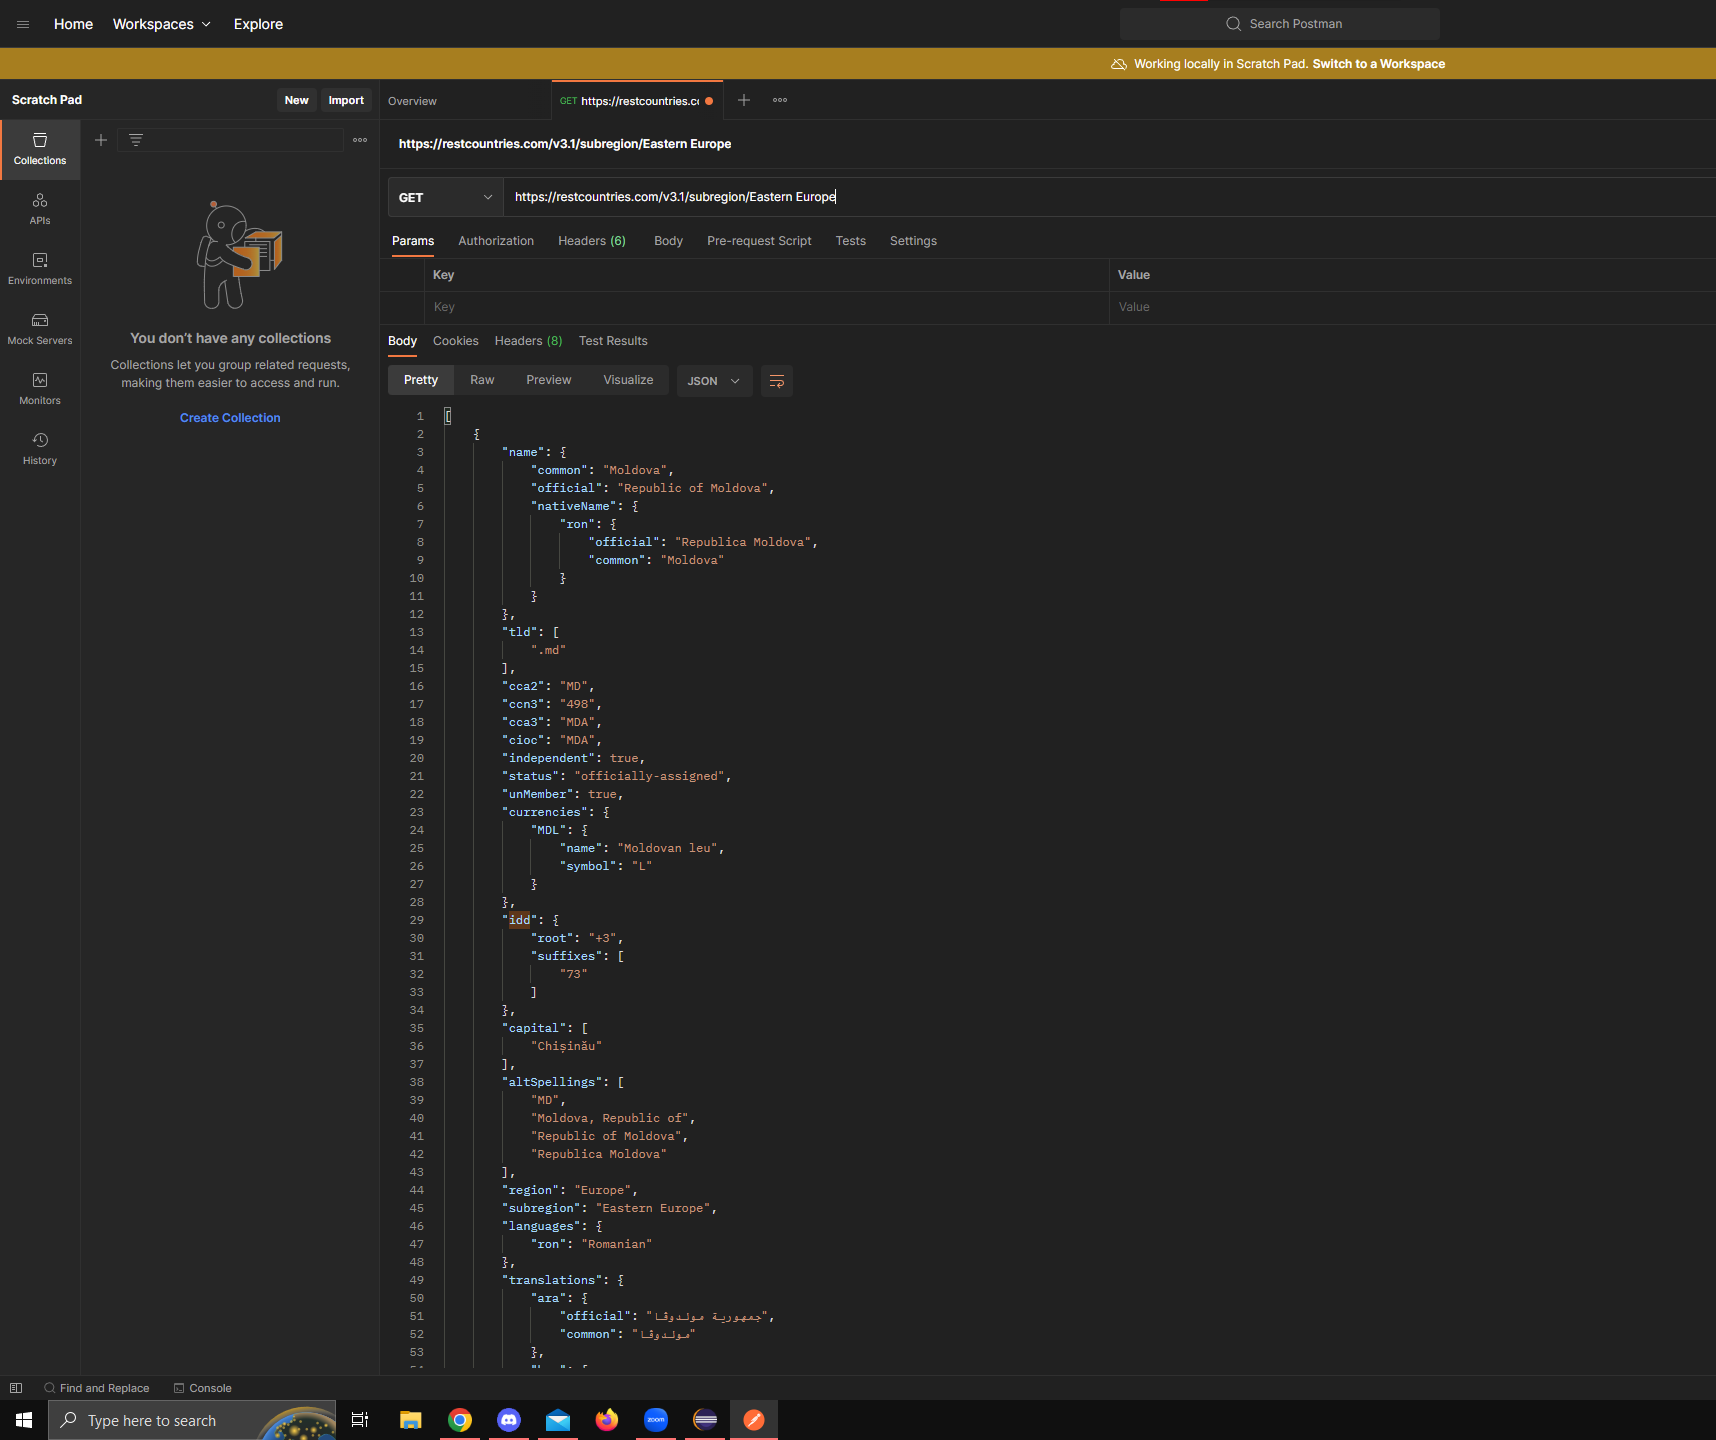 Home Workspaces Explore Search Postman
Working locally in Scratch Pad. Switch to a Workspace
Scratch Pad New Import Overview GET https://restcountries.cc
https://restcountries.com/v3.1/subregion/Eastern Europe
GET https://restcountries.com/v3.1/subregion/Eastern Europe
Params Authorization Headers (6) Body Pre-request Script Tests Settings
Key Value
Key Value
Body Cookies Headers (8) Test Results
Pretty Raw Preview Visualize JSON
Collections
APIs
Environments
Mock Servers
Monitors
History
You don't have any collections
Collections let you group related requests,
making them easier to access and run.
Create Collection
1 [
2 {
3 "name": {
4 "common": "Moldova",
5 "official": "Republic of Moldova",
6 "nativeName": {
7 "ron": {
8 "official": "Republica Moldova",
9 "common": "Moldova"
10 }
11 }
12 },
13 "tld": [
14 ".md"
15 ],
16 "cca2": "MD",
17 "ccn3": "498",
18 "cca3": "MDA",
19 "cioc": "MDA",
20 "independent": true,
21 "status": "officially-assigned",
22 "unMember": true,
23 "currencies": {
24 "MDL": {
25 "name": "Moldovan leu",
26 "symbol": "L"
27 }
28 },
29 "idd": {
30 "root": "+3",
31 "suffixes": [
32 "73"
33 ]
34 },
35 "capital": [
36 "Chișinău"
37 ],
38 "altSpellings": [
39 "MD",
40 "Moldova, Republic of",
41 "Republic of Moldova",
42 "Republica Moldova"
43 ],
44 "region": "Europe",
45 "subregion": "Eastern Europe",
46 "languages": {
47 "ron": "Romanian"
48 },
49 "translations": {
50 "ara": {
51 "official": "جمهورية مولدوڤا",
52 "common": "مولدوڤا"
53 },
Find and Replace Console
Type here to search
zoom